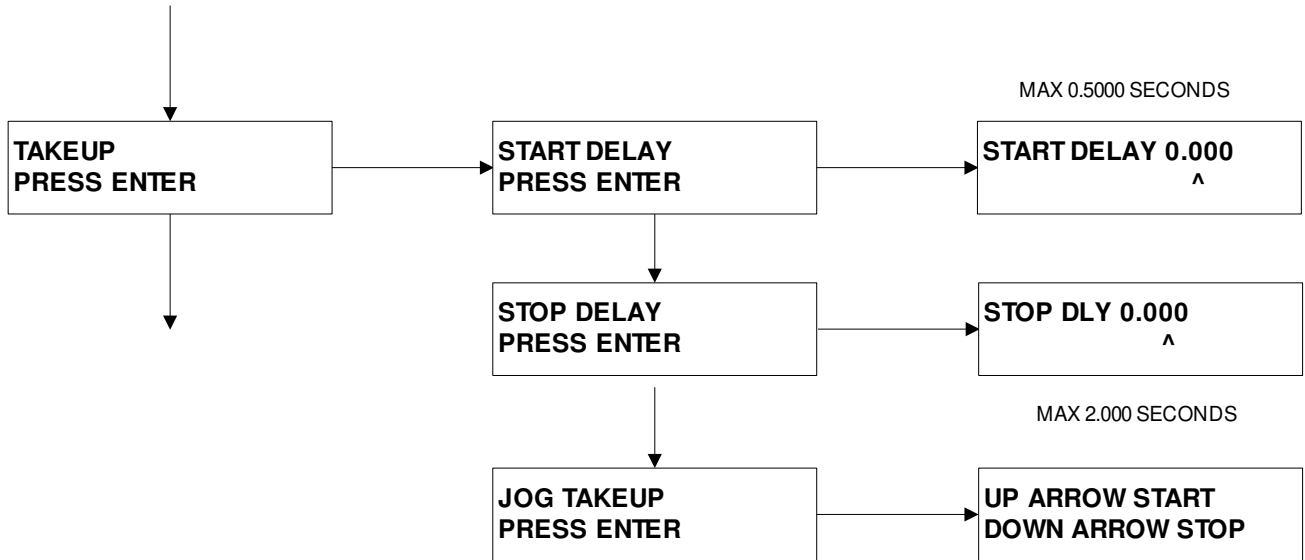 MAX 0.5000 SECONDS
TAKEUP
PRESS ENTER
START DELAY
PRESS ENTER
START DELAY 0.000
^
STOP DELAY
PRESS ENTER
STOP DLY 0.000
^
MAX 2.000 SECONDS
JOG TAKEUP
PRESS ENTER
UP ARROW START
DOWN ARROW STOP